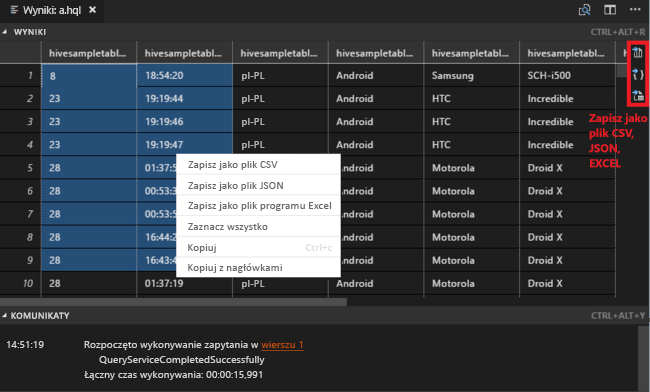 Wyniki: a.hql
WYNIKI CTRL+ALT+R
hivesampletabl... hivesampletabl... hivesampletabl... hivesampletabl... hivesampletabl... hivesampletabl...
1 8 18:54:20 pl-PL Android Samsung SCH-i500
2 23 19:19:44 pl-PL Android HTC Incredible
3 23 19:19:46 pl-PL Android HTC Incredible
4 23 19:19:47 pl-PL Android HTC Incredible
5 28 01:37:5 Android Motorola Droid X
6 28 00:53:3 Android Motorola Droid X
7 28 00:53:5 Android Motorola Droid X
8 28 16:44:2 Android Motorola Droid X
9 28 16:43:4 Android Motorola Droid X
10 28 01:37:19 pl-PL Android Motorola Droid X
Zapisz jako plik CSV
Zapisz jako plik JSON
Zapisz jako plik programu Excel
Zaznacz wszystko
Kopiuj Ctrl+c
Kopiuj z nagłówkami
Zapisz jako
plik CSV,
JSON,
EXCEL
KOMUNIKATY CTRL+ALT+Y
14:51:19 Rozpoczęto wykonywanie zapytania w wierszu 1
QueryServiceCompletedSuccessfully
Łączny czas wykonywania: 00:00:15,991